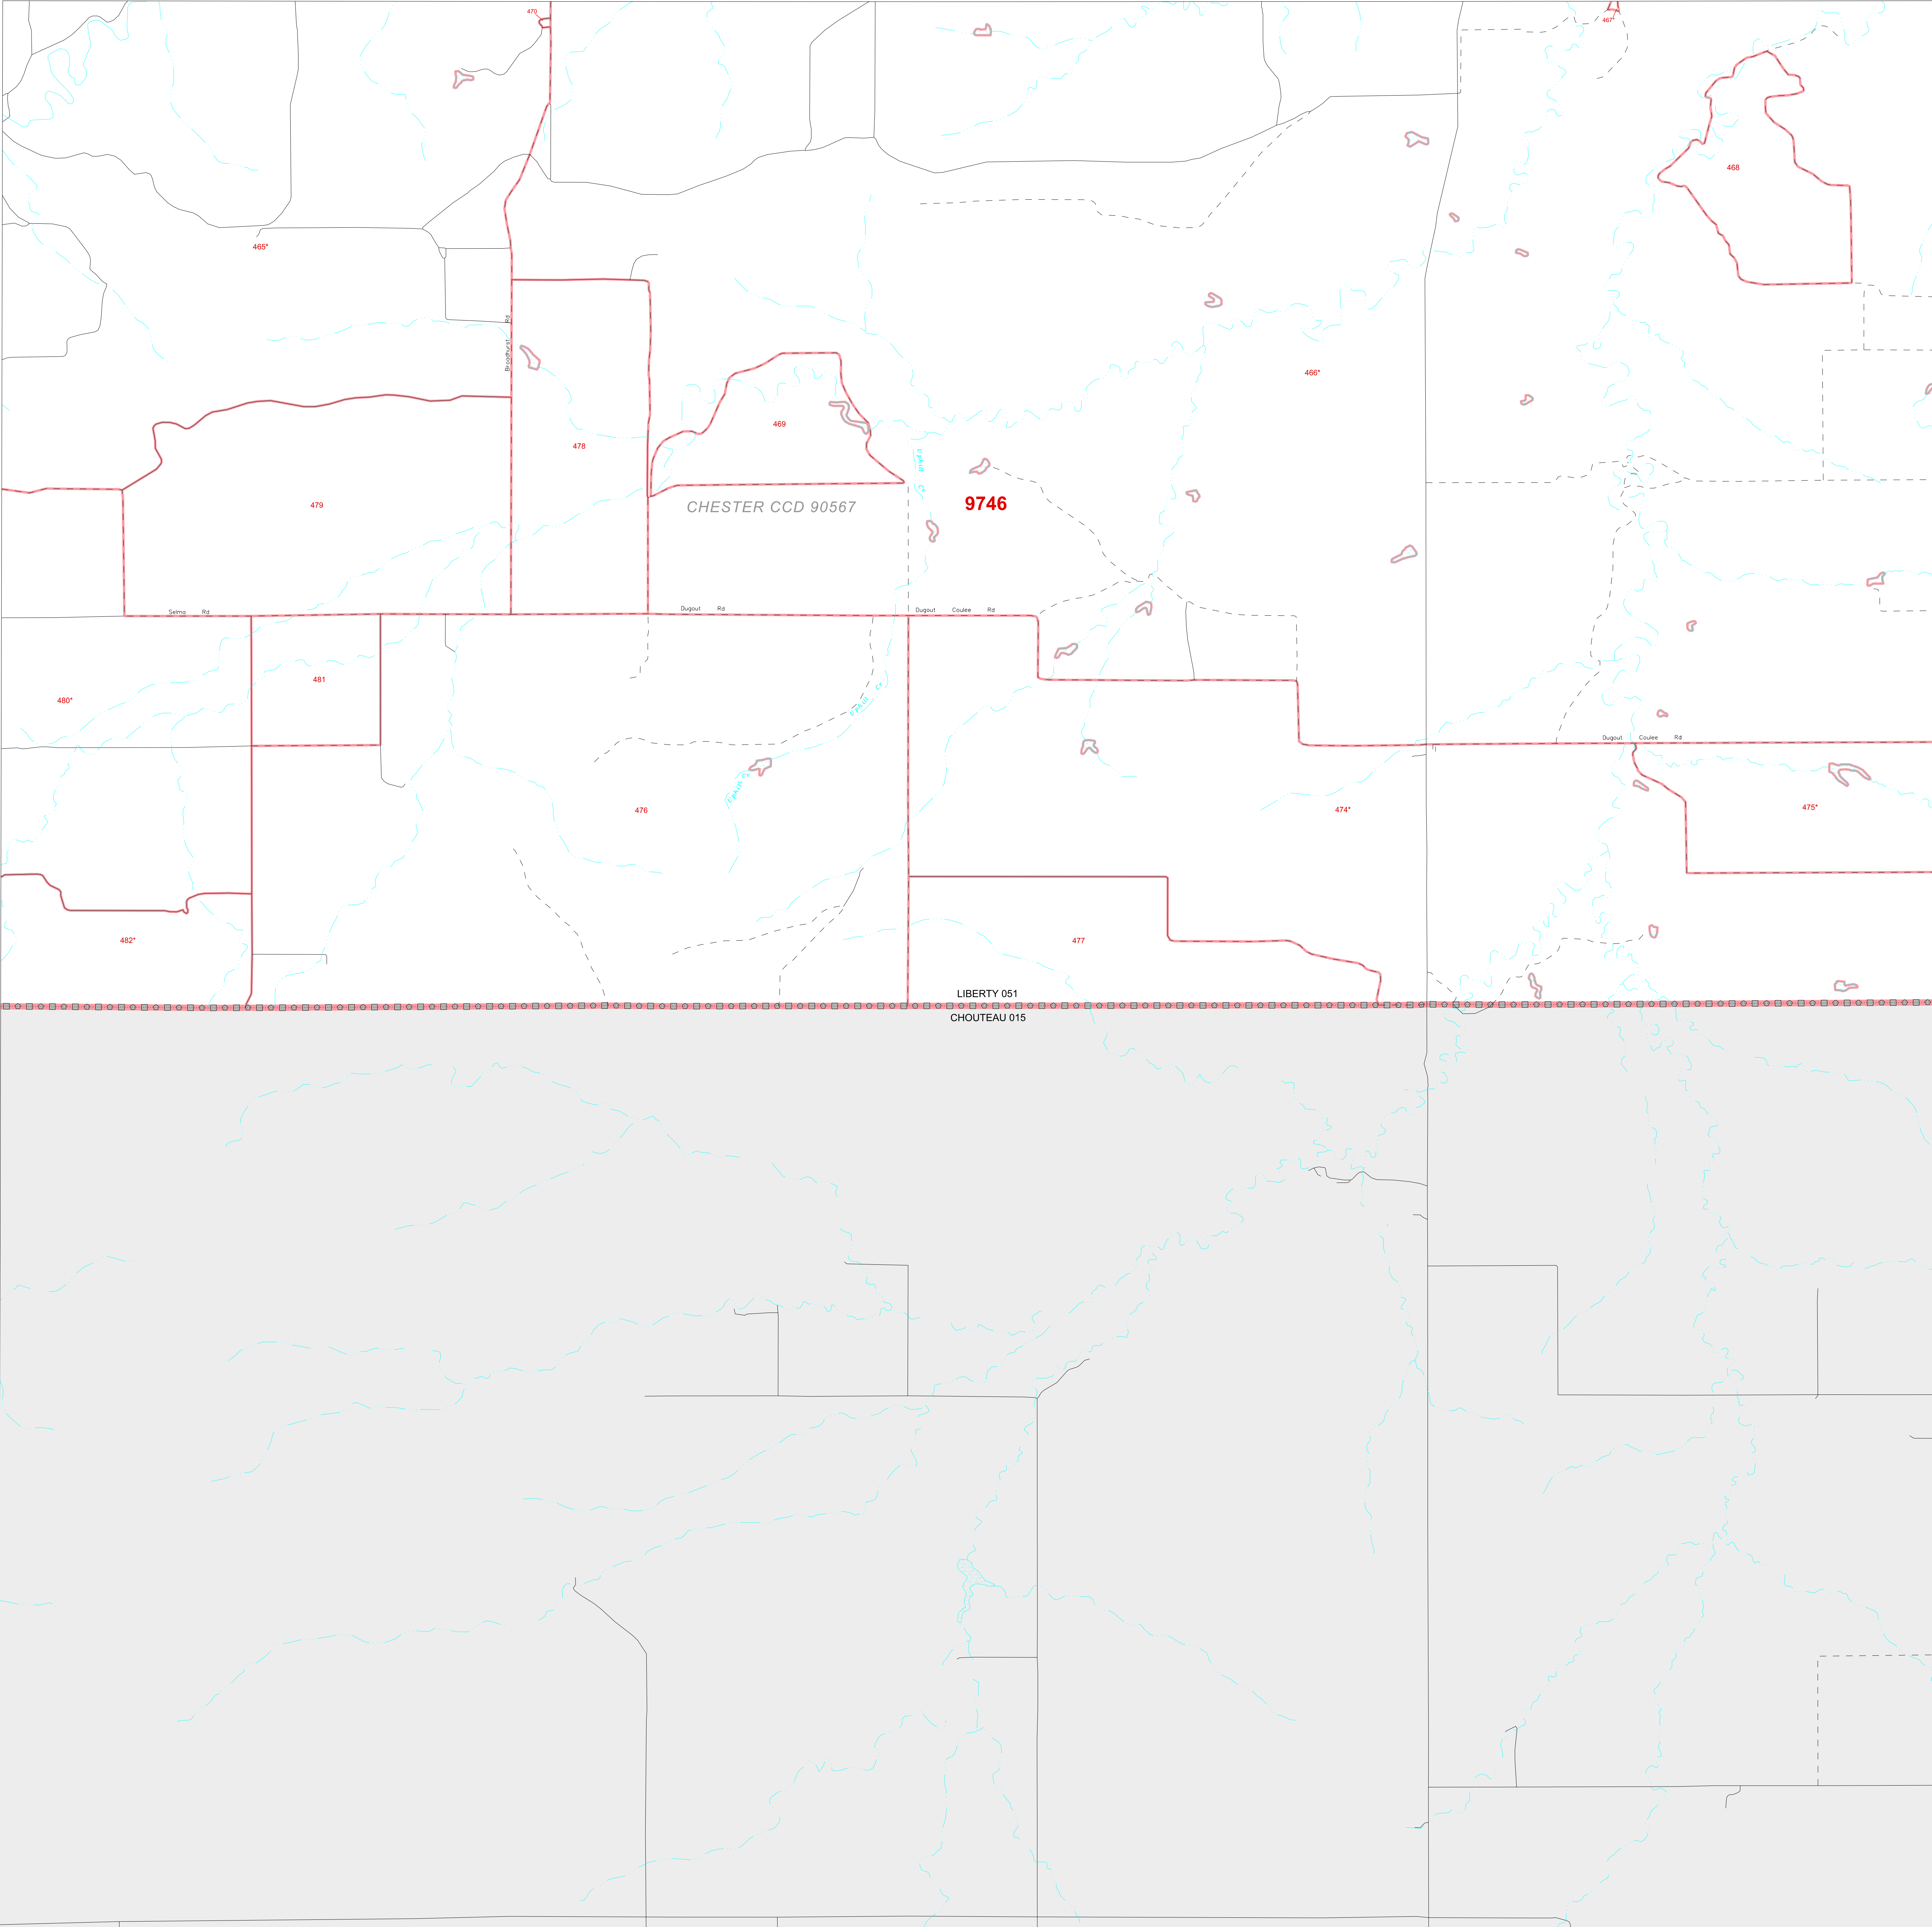 470
467*
468
465*
Broadhurst Rd
466*
469
478
CHESTER CCD 90567
9746
479
Selma Rd
Dugout Rd
Dugout Coulee Rd
481
480*
Dugout Coulee Rd
476
474*
475*
482*
477
LIBERTY 051
CHOUTEAU 015